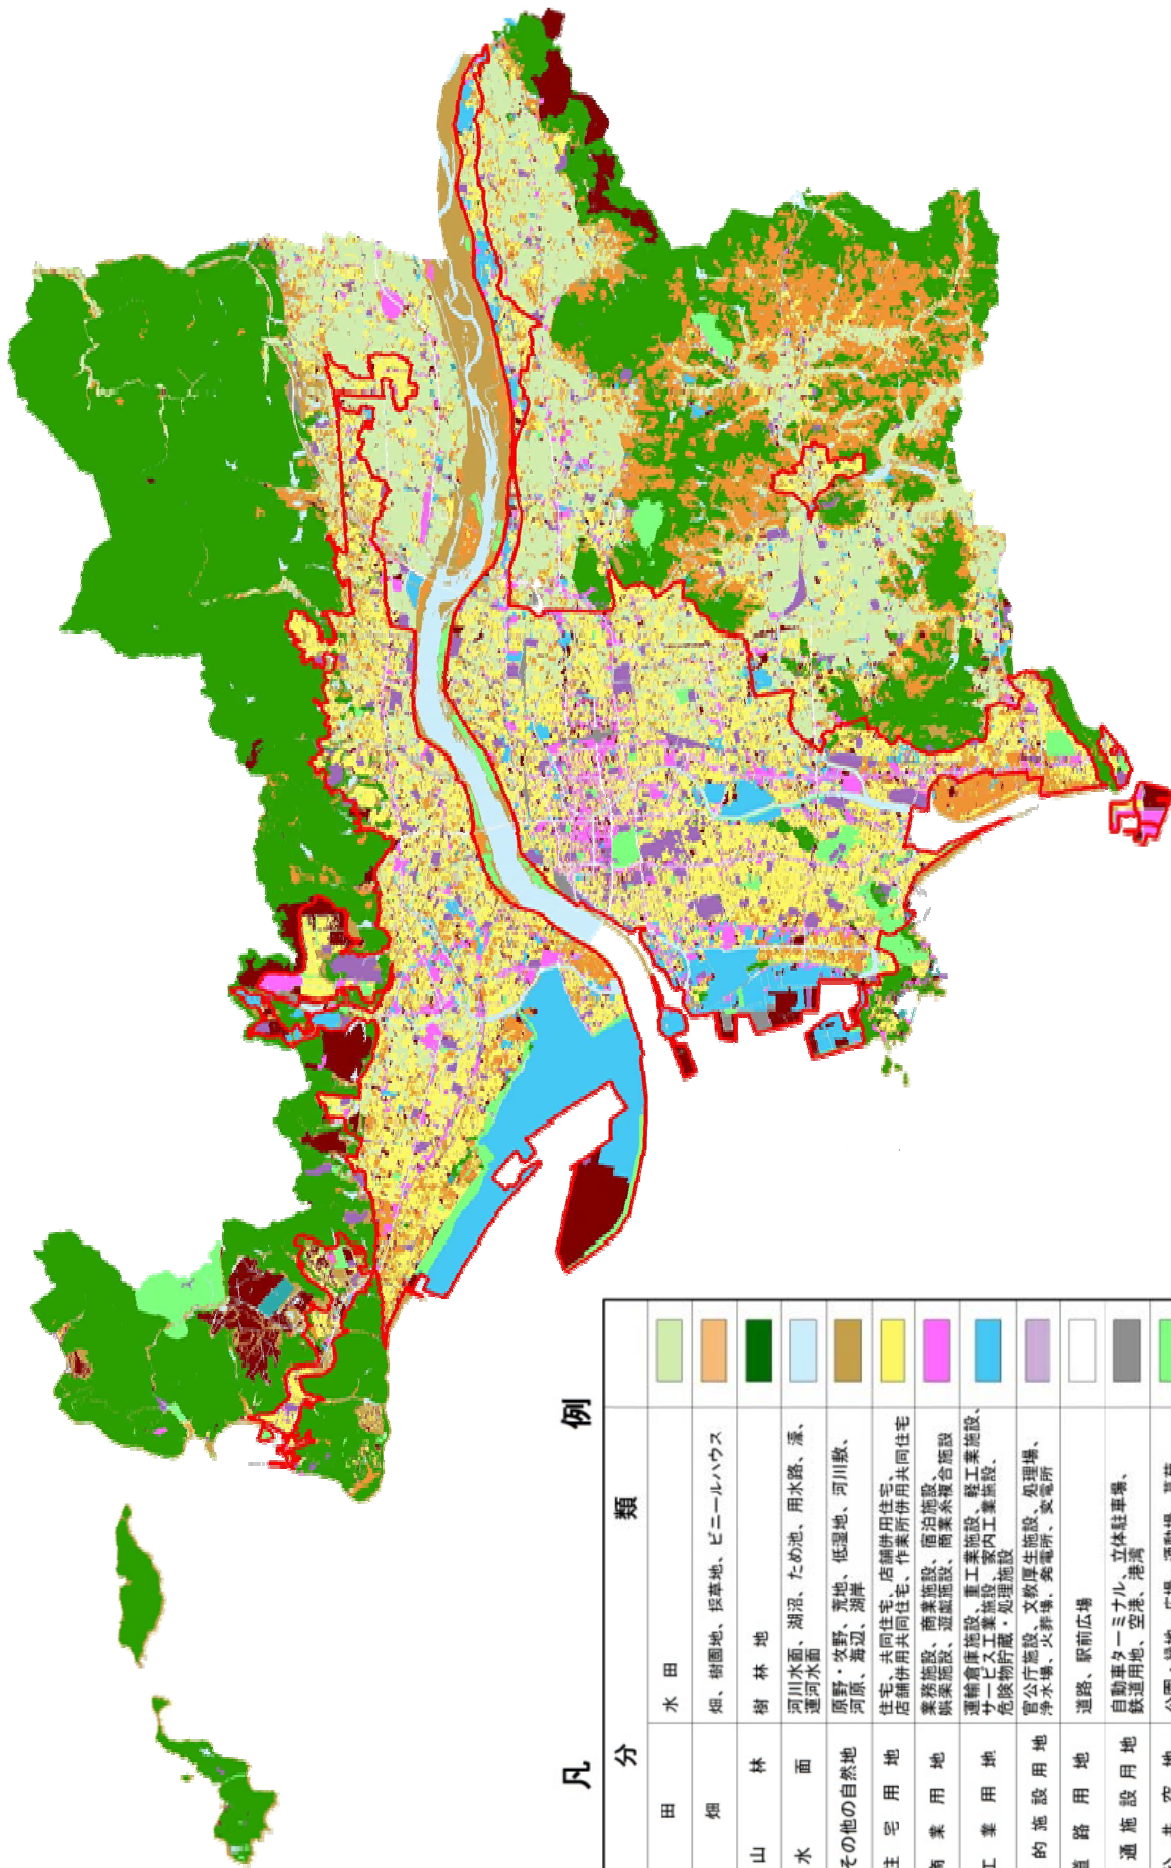 凡例
分類
田
水田
畑
畑、樹園地、採草地、ビニールハウス
山林
樹林地
水面
河川水面、湖沼、ため池、用水路、濠、
運河水面
その他の自然地
原野・牧野、荒地、低湿地、河川敷、
河原、海辺、湖岸
住宅用地
住宅、共同住宅、店舗併用住宅、
店舗併用共同住宅、作業所併用共同住宅
商業用地
業務施設、商業施設、宿泊施設、
娯楽施設、遊戯施設、商業系複合施設
工業用地
運輸倉庫施設、重工業施設、軽工業施設、
サービス工業施設、家内工業施設、
危険物貯蔵・処理施設
的施設用地
官公庁施設、文教厚生施設、処理場、
浄水場、火葬場、発電所、変電所
道路用地
道路、駅前広場
通施設用地
自動車ターミナル、立体駐車場、
鉄道用地、空港、港湾